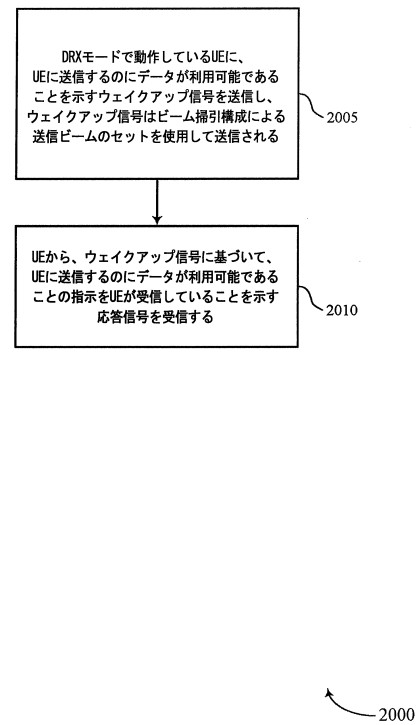 DRXモードで動作しているUEに、
UEに送信するのにデータが利用可能である
ことを示すウェイクアップ信号を送信し、
ウェイクアップ信号はビーム掃引構成による
送信ビームのセットを使用して送信される
2005
UEから、ウェイクアップ信号に基づいて、
UEに送信するのにデータが利用可能である
ことの指示をUEが受信していることを示す
応答信号を受信する
2010
2000